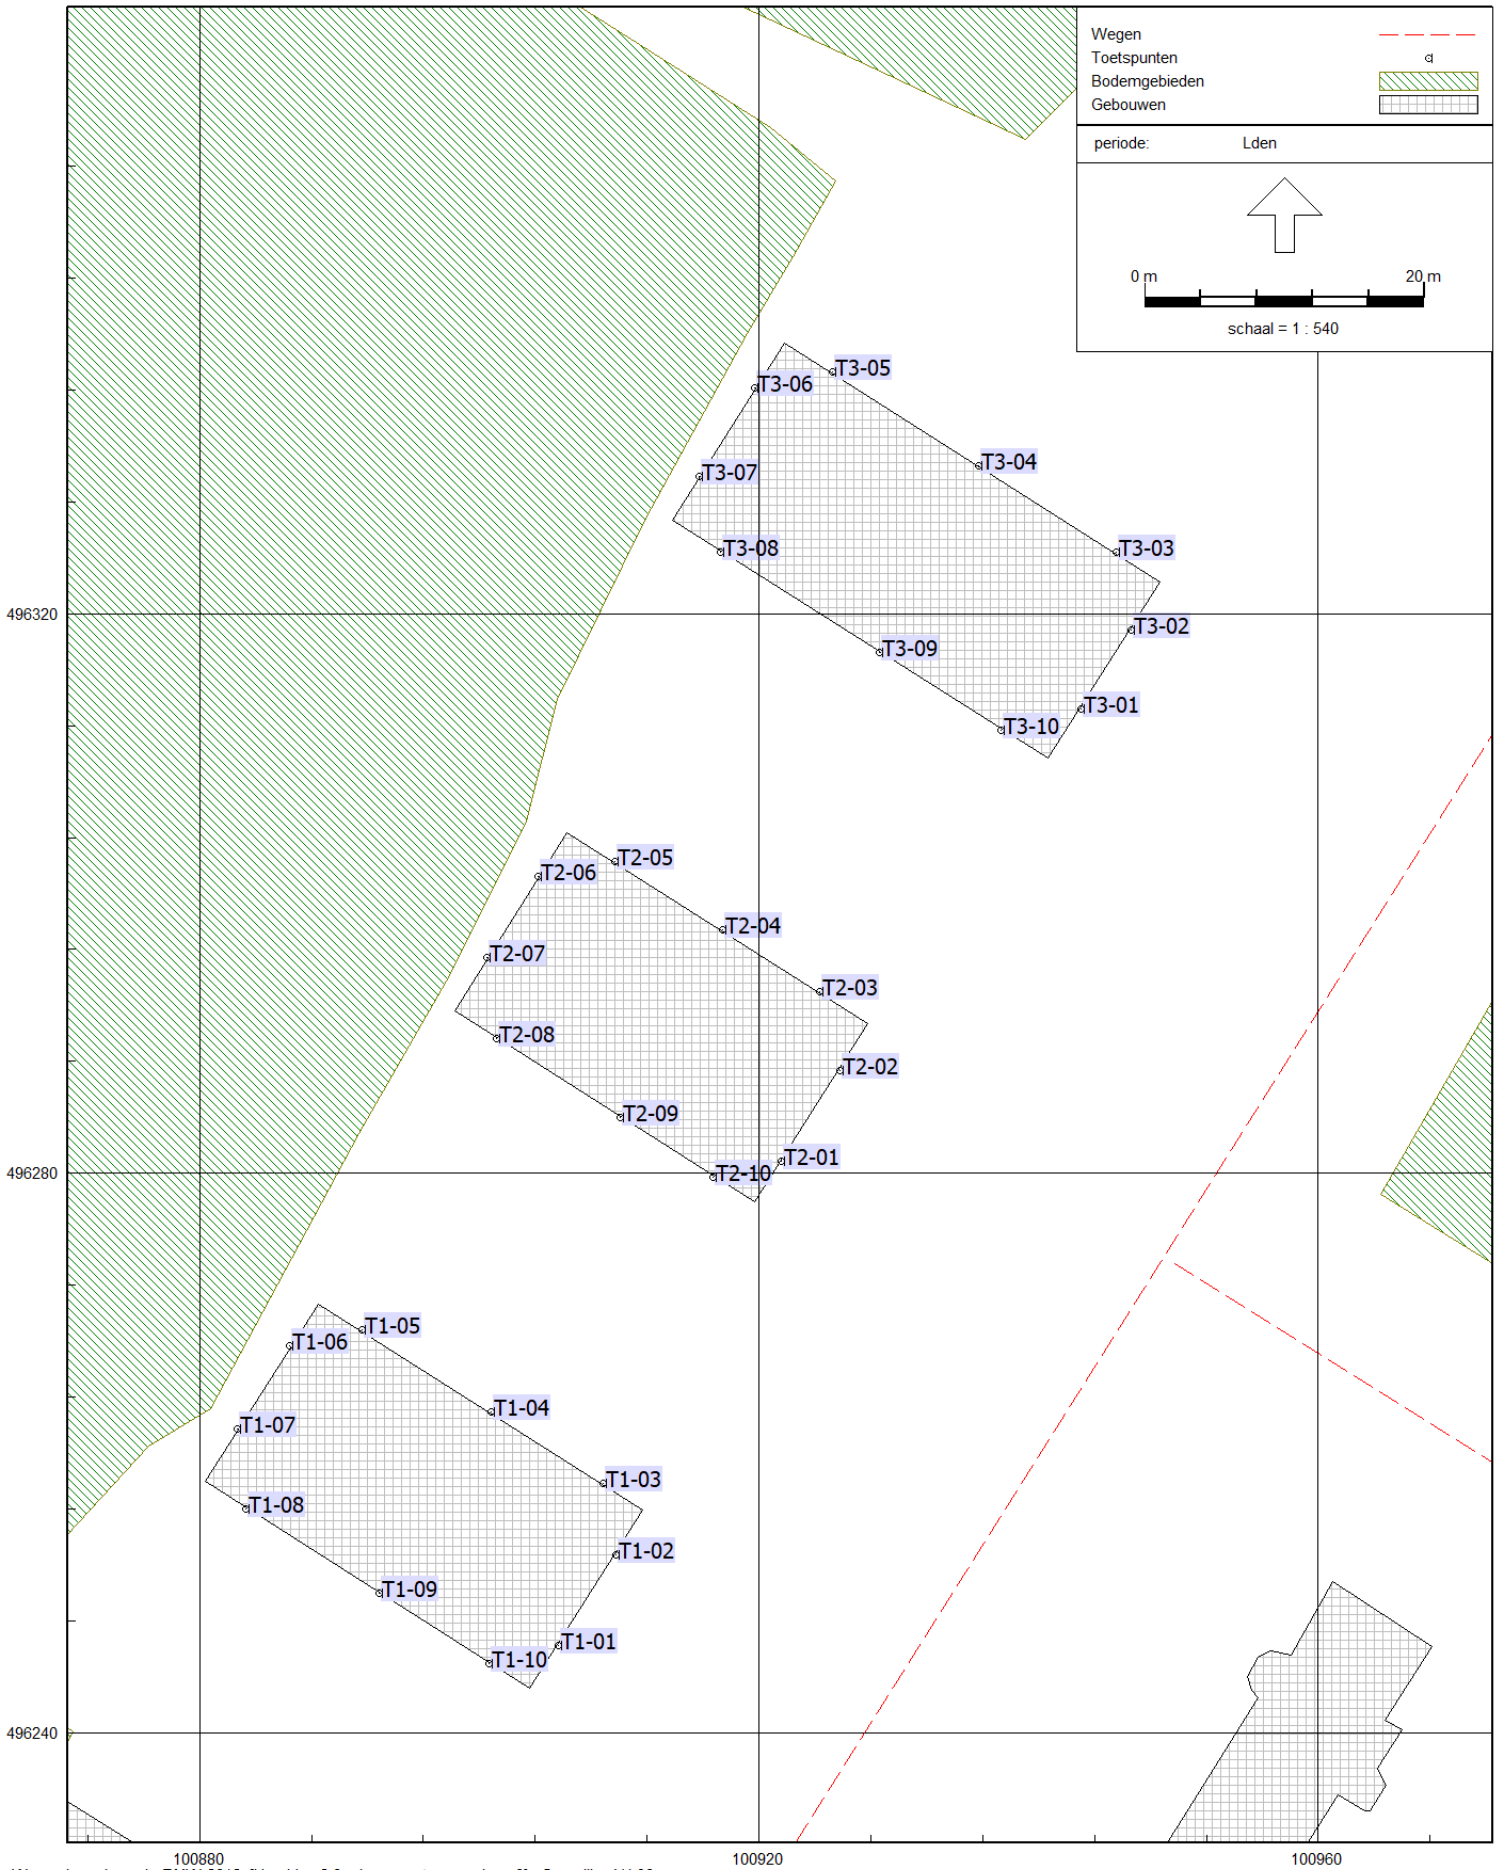 Wegen
Toetspunten
Bodemgebieden
Gebouwen
periode: Lden
0 m 20 m
schaal = 1 : 540
T3-05
T3-06
T3-04
T3-07
T3-08
T3-03
496320
T3-02
T3-09
T3-01
T3-10
T2-05
T2-06
T2-04
T2-07
T2-03
T2-08
T2-02
T2-09
T2-01
496280
T2-10
T1-05
T1-06
T1-04
T1-07
T1-03
T1-08
T1-02
T1-09
T1-01
T1-10
496240
100880 100920 100960